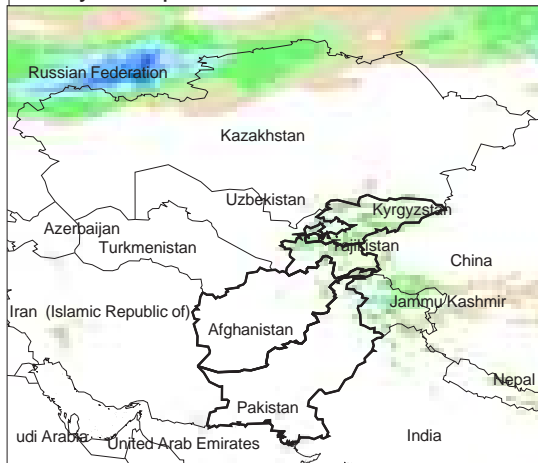 Russian Federation
Kazakhstan
Uzbekistan
Kyrgyzstan
Azerbaijan
Turkmenistan
Tajikistan
China
Iran (Islamic Republic of)
Jammu Kashmir
Afghanistan
Nepal
Pakistan
udi Arabia
United Arab Emirates
India